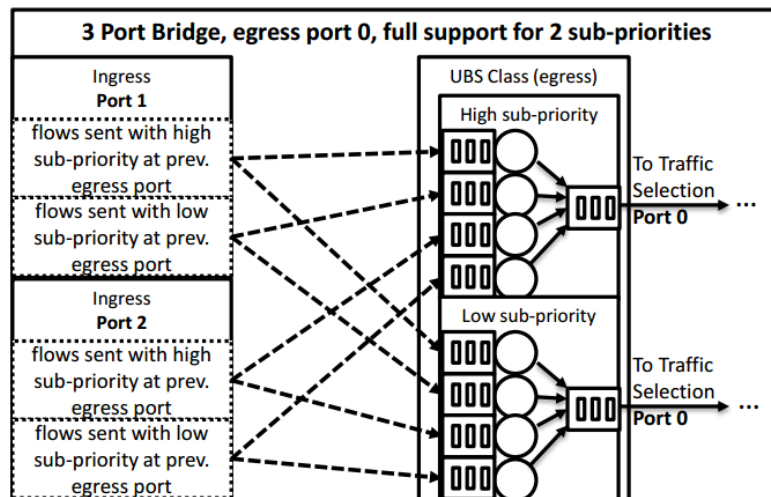 3 Port Bridge, egress port 0, full support for 2 sub-priorities
Ingress
Port 1
flows sent with high
sub-priority at prev.
egress port
flows sent with low
sub-priority at prev.
egress port
Ingress
Port 2
flows sent with high
sub-priority at prev.
egress port
flows sent with low
sub-priority at prev.
egress port
UBS Class (egress)
High sub-priority
To Traffic
Selection
Port 0
...
Low sub-priority
To Traffic
Selection
Port 0
...